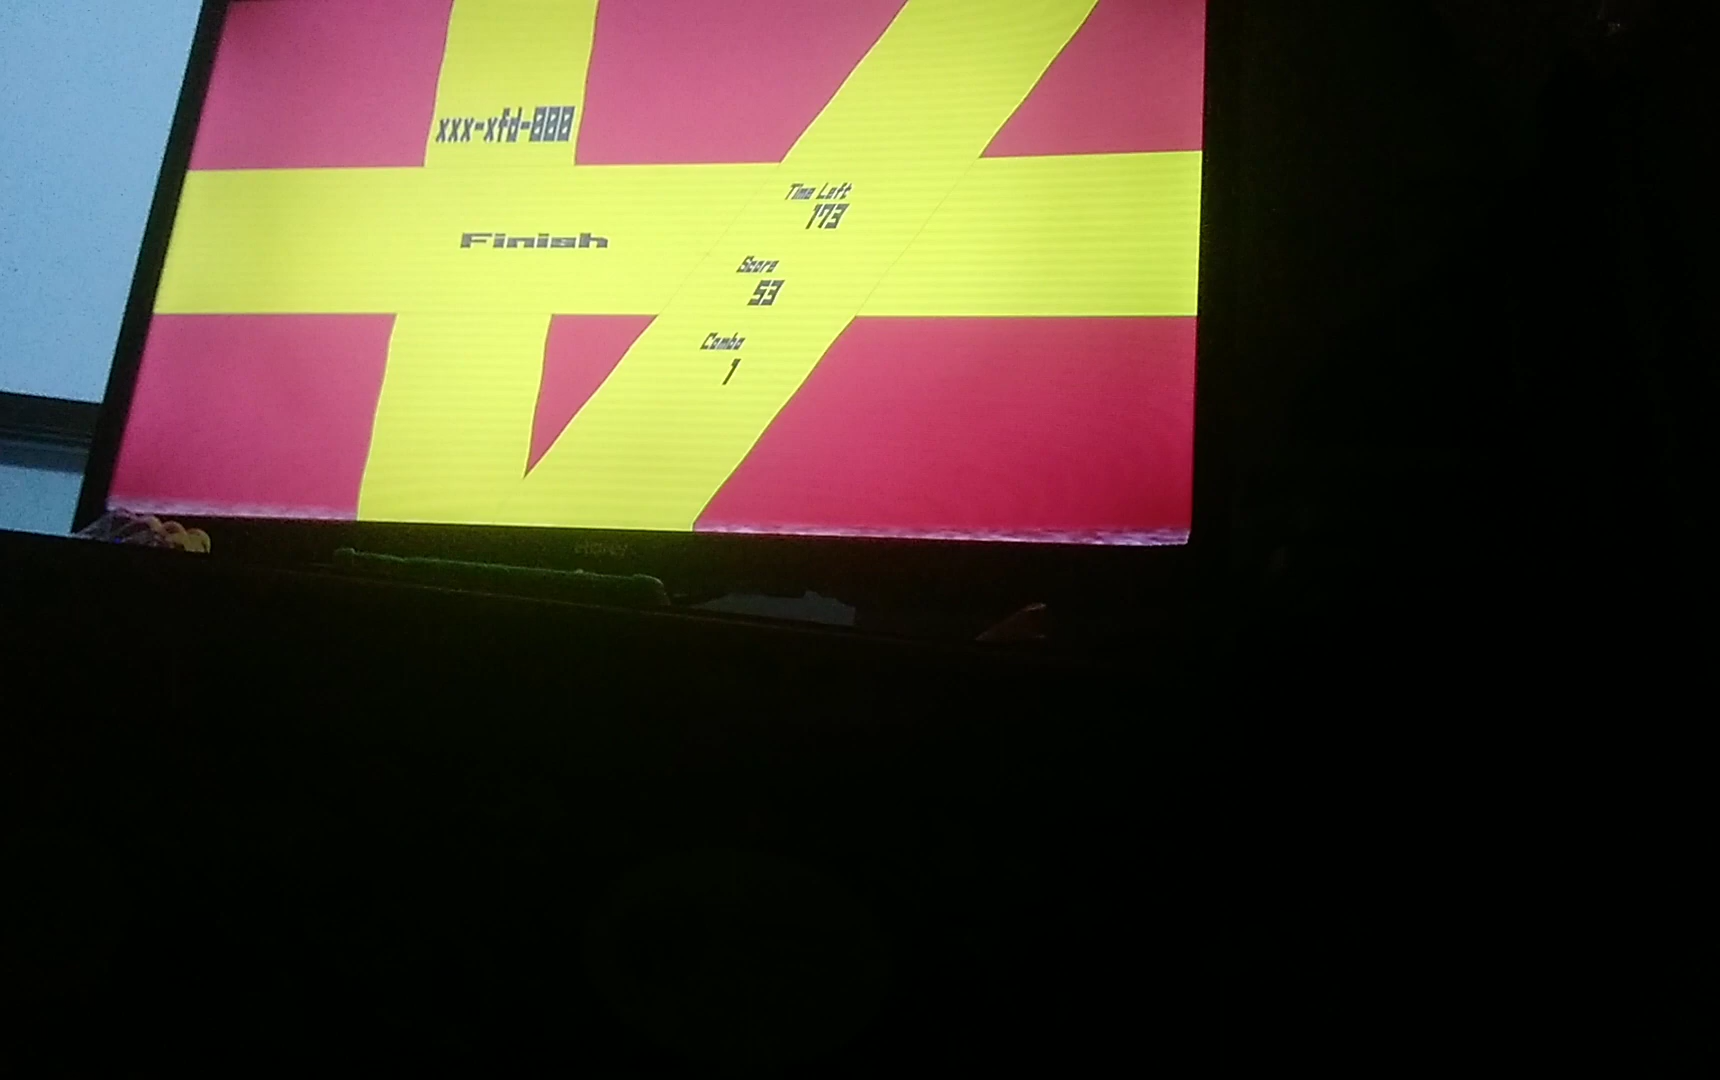 xxx-xfd-000
Finish
Time Left
173
Score
53
Combo
1